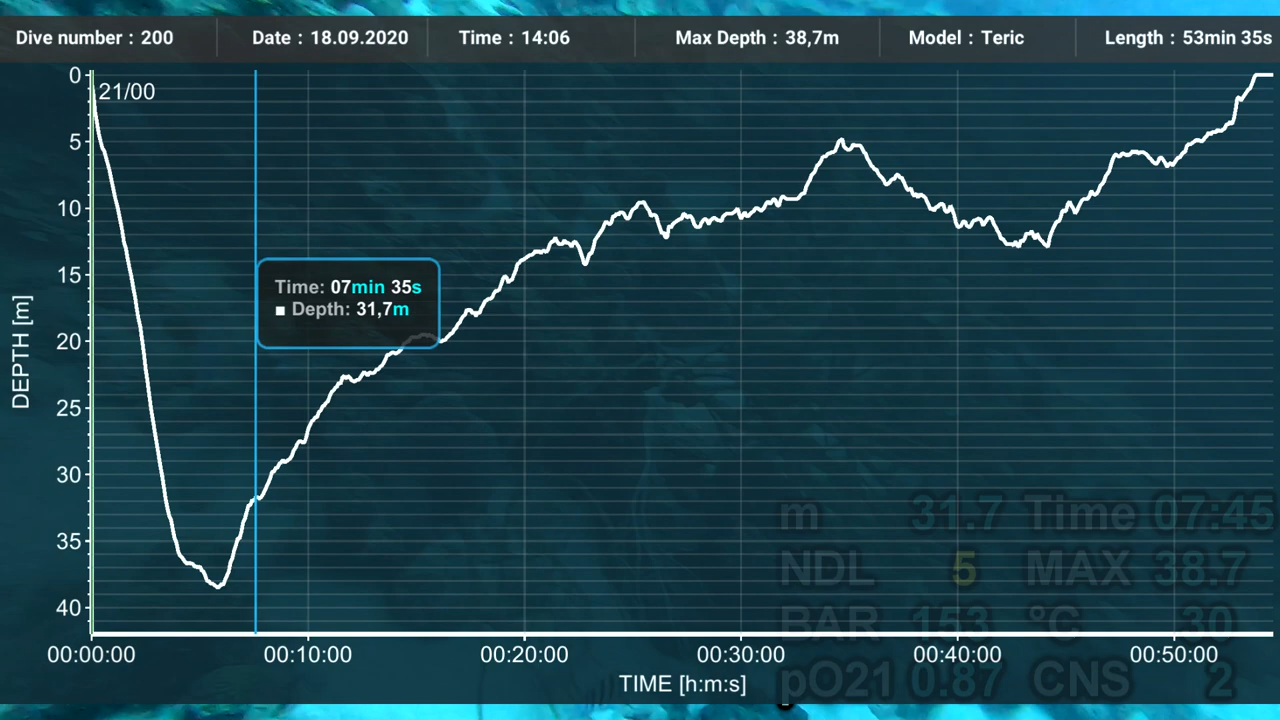 Dive number : 200 Date : 18.09.2020 Time : 14:06 Max Depth : 38,7m Model : Teric Length : 53min 35s
0
21/00
5
10
15
Time: 07min 35s
Depth: 31,7m
20
25
30
35
40
DEPTH [m]
m 31.7 Time 07:45
NDL 5 MAX 38.7
BAR 153 °C 30
pO21 0.87 CNS 2
00:00:00 00:10:00 00:20:00 00:30:00 00:40:00 00:50:00
TIME [h:m:s]